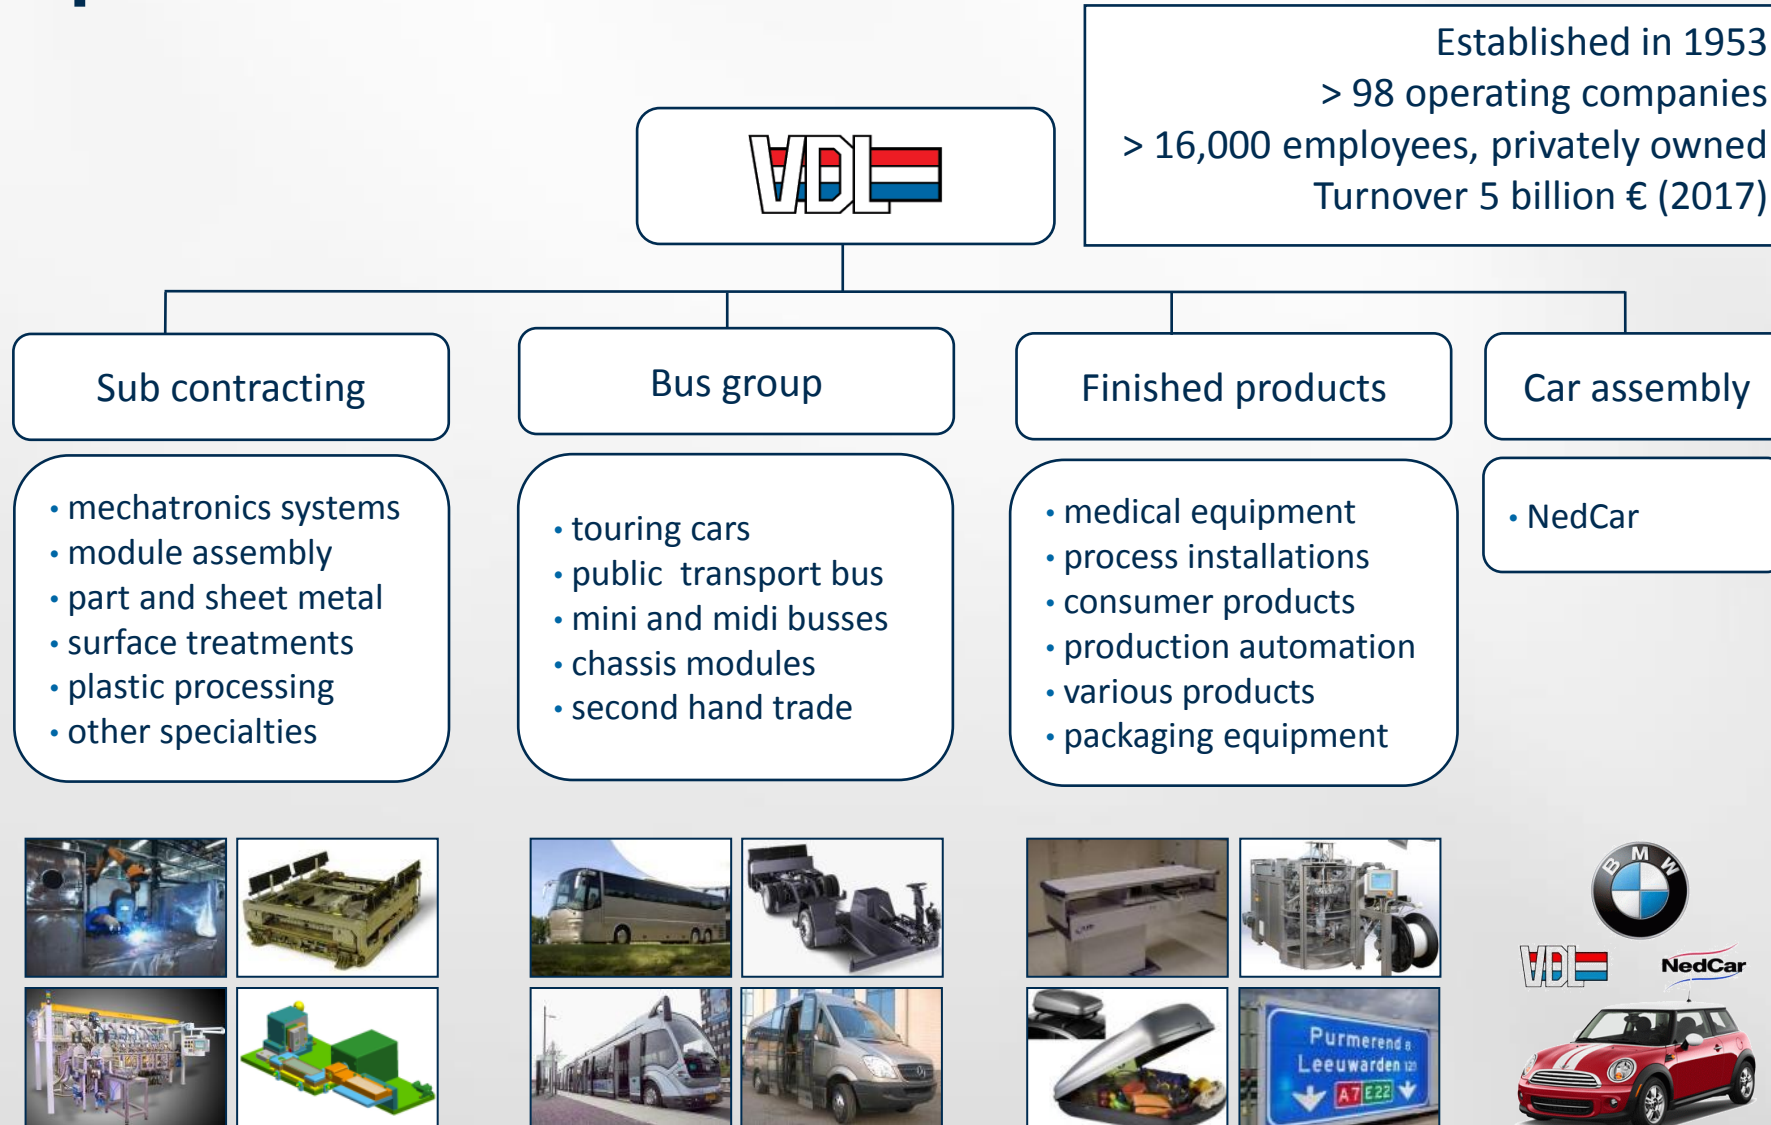 Established in 1953
> 98 operating companies
> 16,000 employees, privately owned
Turnover 5 billion € (2017)
VDL
Sub contracting
• mechatronics systems
• module assembly
• part and sheet metal
• surface treatments
• plastic processing
• other specialties
Bus group
• touring cars
• public  transport bus
• mini and midi busses
• chassis modules
• second hand trade
Finished products
• medical equipment
• process installations
• consumer products
• production automation
• various products
• packaging equipment
Car assembly
• NedCar
BMW
VDL
NedCar
Purmerend 8
Leeuwarden 121
A7 E22